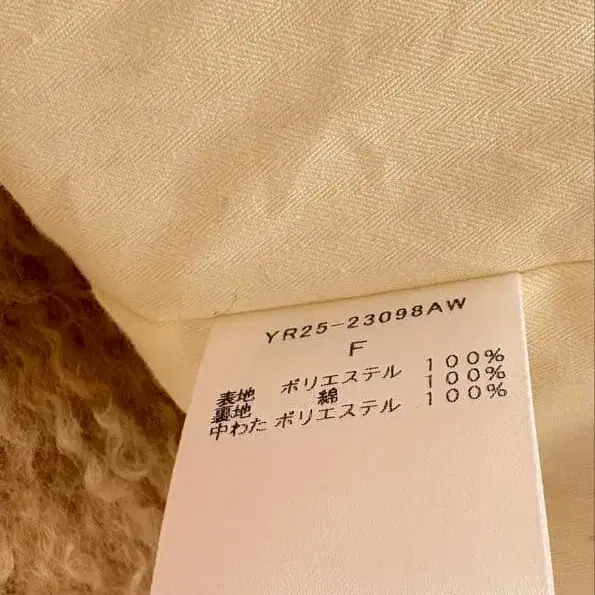 YR25-23098AW
F
表地 ポリエステル 100%
裏地 綿 100%
中わた ポリエステル 100%